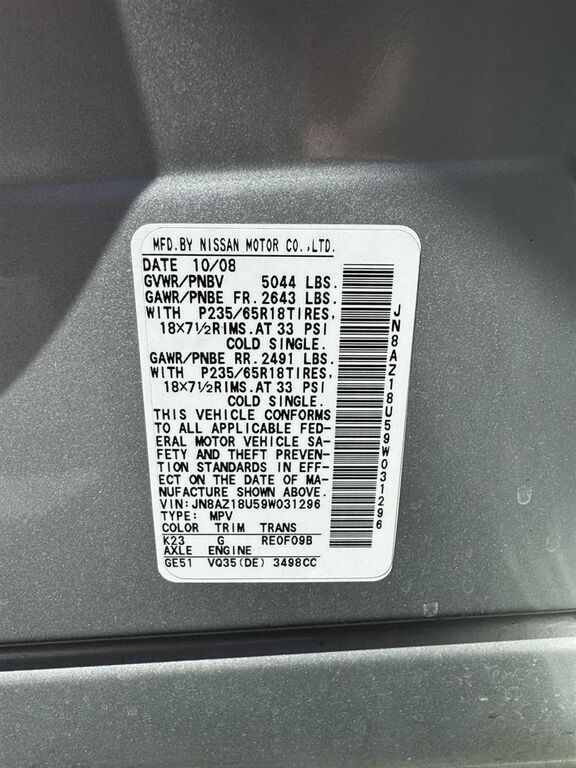 MFD.BY NISSAN MOTOR CO.,LTD.
DATE 10/08
GVWR/PNBV 5044 LBS.
GAWR/PNBE FR. 2643 LBS.
WITH P235/65R18TIRES,
18X7 1/2RIMS. AT 33 PSI
COLD SINGLE.
GAWR/PNBE RR. 2491 LBS.
WITH P235/65R18TIRES,
18X7 1/2RIMS. AT 33 PSI
COLD SINGLE.
THIS VEHICLE CONFORMS
TO ALL APPLICABLE FED-
ERAL MOTOR VEHICLE SA-
FETY AND THEFT PREVEN-
TION STANDARDS IN EFF-
ECT ON THE DATE OF MA-
NUFACTURE SHOWN ABOVE.
VIN: JN8AZ18U59W031296
TYPE: MPV
COLOR TRIM TRANS
K23 G RE0F09B
AXLE ENGINE
GE51 VQ35(DE) 3498CC
JN8AZ18U59W031296